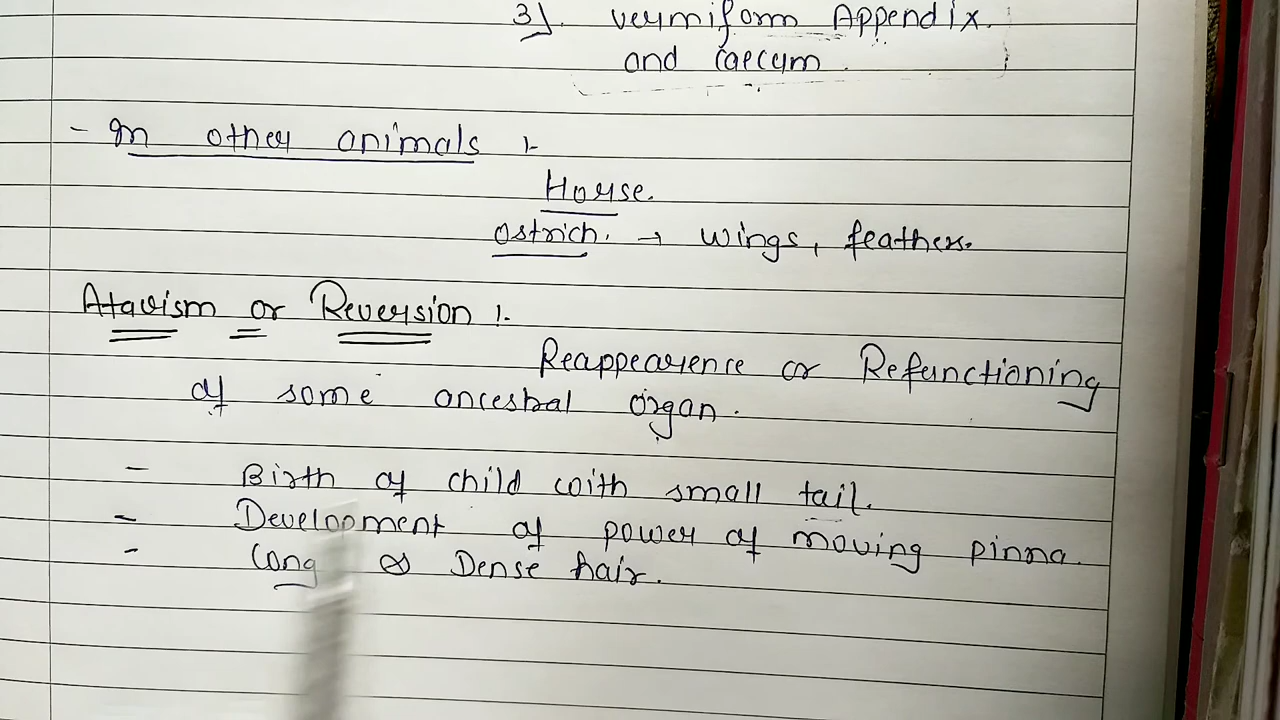 3). vermiform Appendix.
and Caecum.
- In other animals :-
Horse.
Ostrich. → Wings, feathers.
Atavism or Reversion :-
Reappearence or Refunctioning
of some ancestral organ.
- Birth of child with small tail.
- Development of power of moving pinna.
- Long & Dense hair.